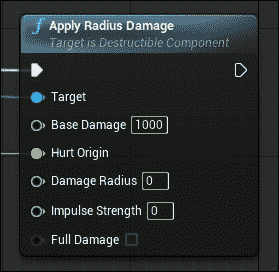 f Apply Radius Damage
Target is Destructible Component
Target
Base Damage 1000
Hurt Origin
Damage Radius 0
Impulse Strength 0
Full Damage